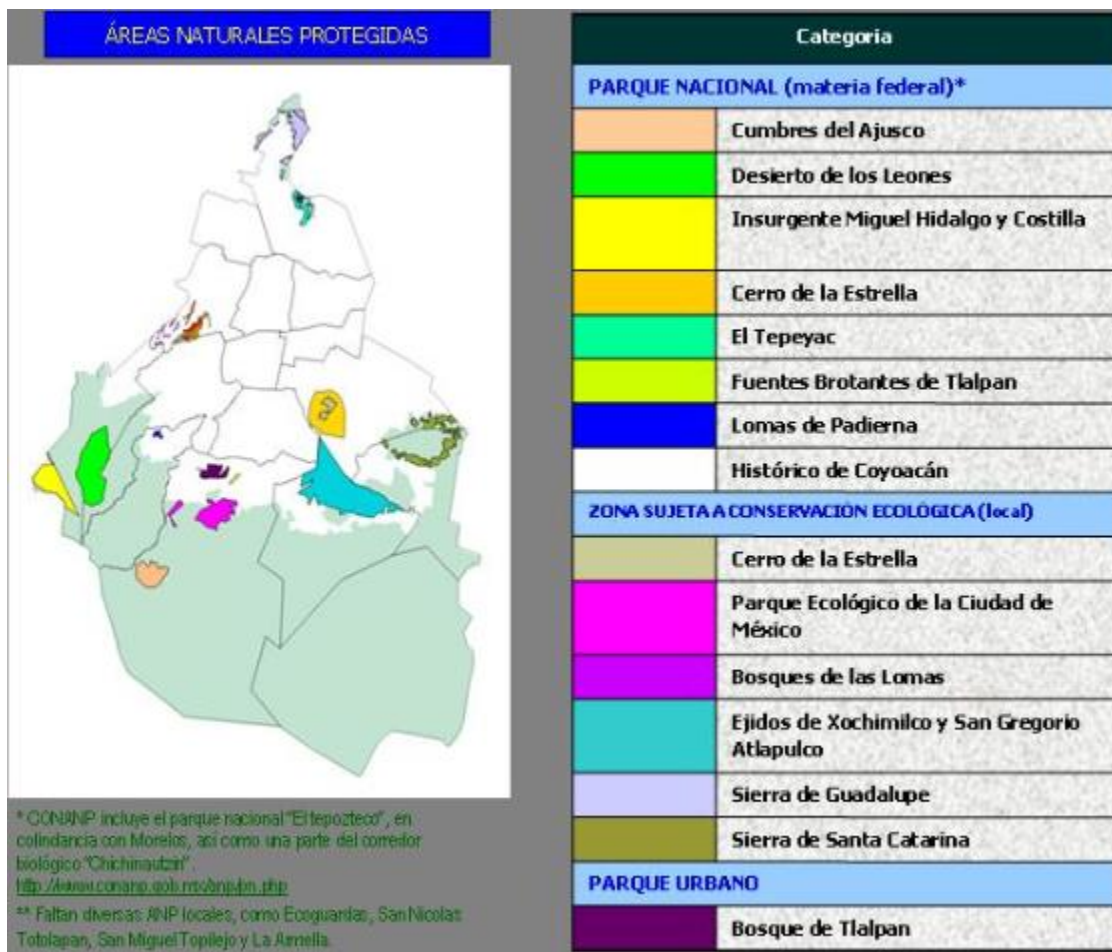 ÁREAS NATURALES PROTEGIDAS
* CONANP incluye el parque nacional "El tepozteco", en
colindancia con Morelos, así como una parte del corredor
biológico "Chichinautzin".
** Faltan diversas ANP locales, como Ecoguardas, San Nicolas
Totolapan, San Miguel Topilejo y La Armella.
Categoria
PARQUE NACIONAL (materia federal)*
Cumbres del Ajusco
Desierto de los Leones
Insurgente Miguel Hidalgo y Costilla
Cerro de la Estrella
El Tepeyac
Fuentes Brotantes de Tlalpan
Lomas de Padierna
Histórico de Coyoacán
ZONA SUJETA A CONSERVACIÓN ECOLÓGICA (local)
Cerro de la Estrella
Parque Ecológico de la Ciudad de
México
Bosques de las Lomas
Ejidos de Xochimilco y San Gregorio
Atlapulco
Sierra de Guadalupe
Sierra de Santa Catarina
PARQUE URBANO
Bosque de Tlalpan